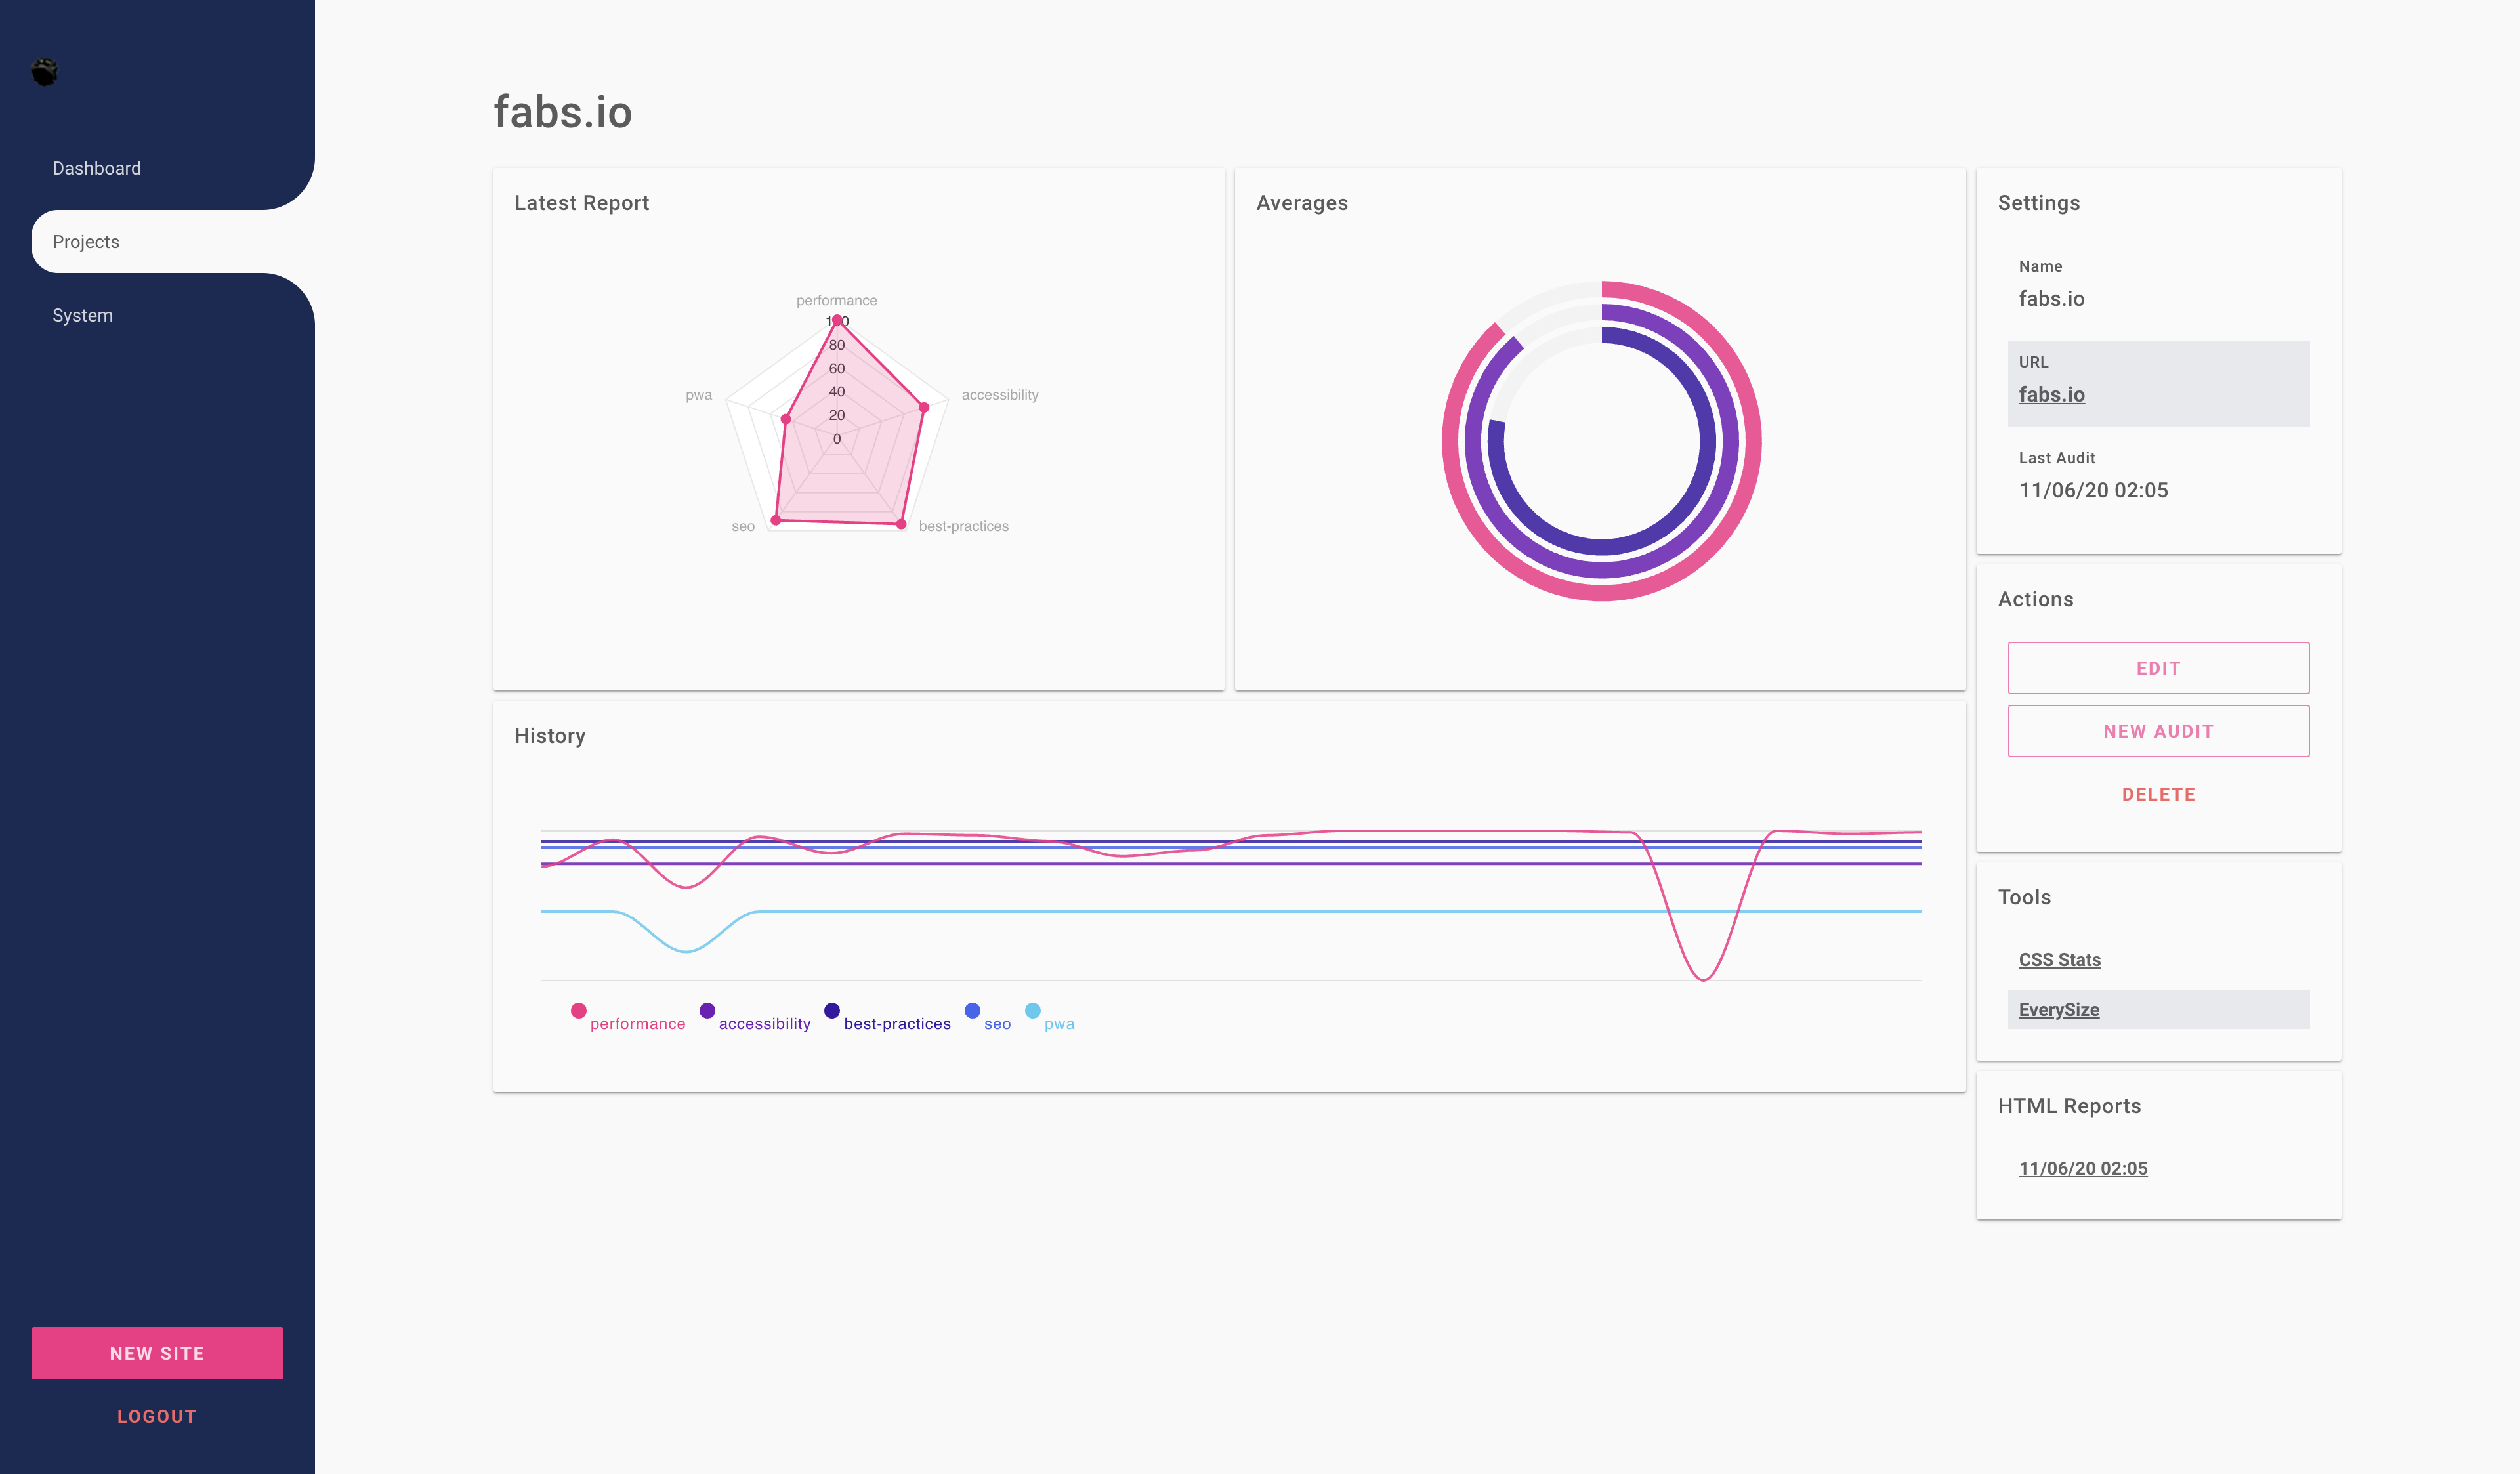 Dashboard
Projects
System
NEW SITE
LOGOUT
fabs.io
Latest Report
performance
100
80
60
40
20
0
pwa
accessibility
seo
best-practices
Averages
History
performance
accessibility
best-practices
seo
pwa
Settings
Name
fabs.io
URL
fabs.io
Last Audit
11/06/20 02:05
Actions
EDIT
NEW AUDIT
DELETE
Tools
CSS Stats
EverySize
HTML Reports
11/06/20 02:05